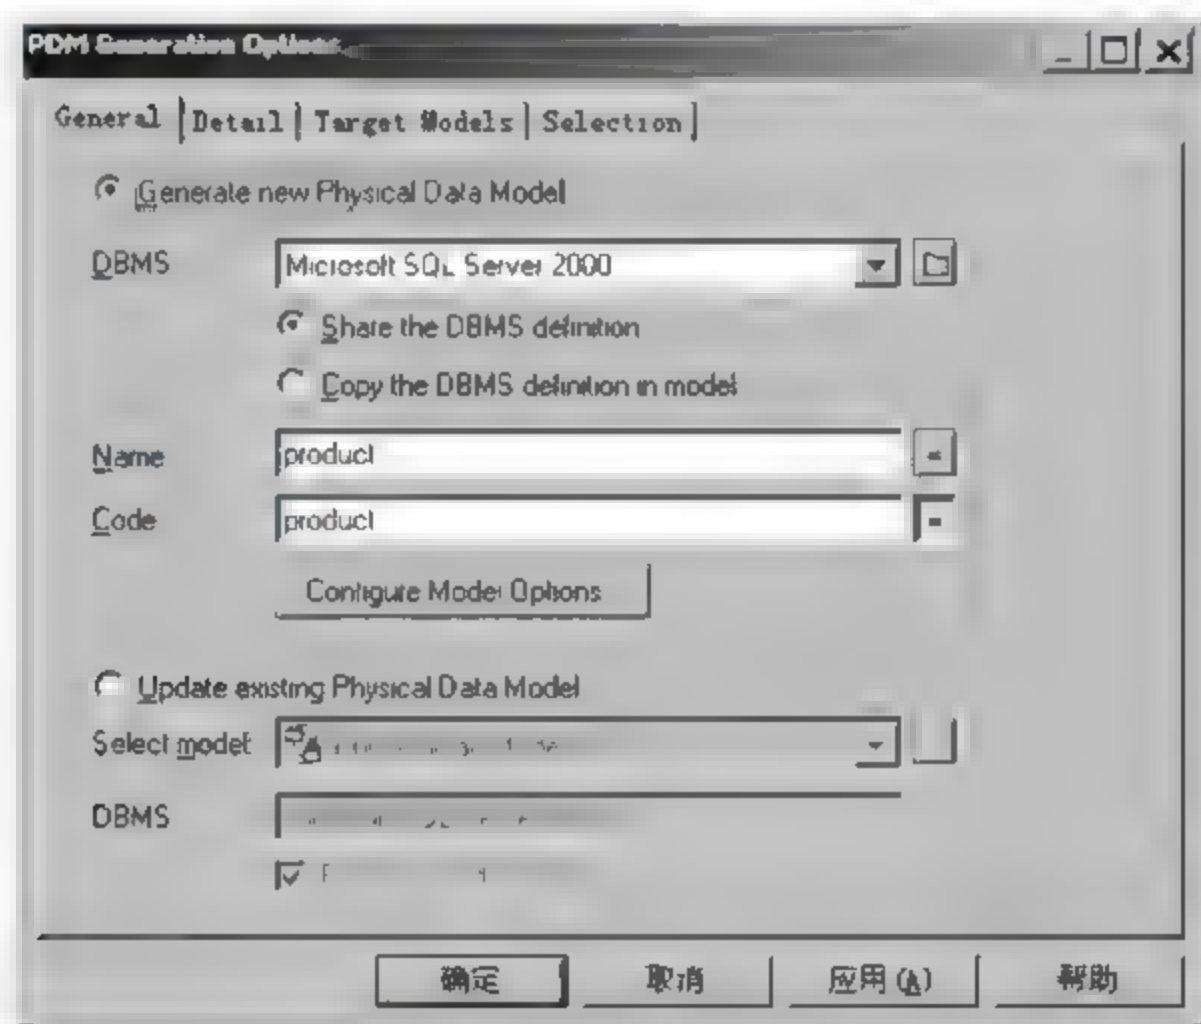 PDM Generation Options
General Detail Target Models Selection
Generate new Physical Data Model
DBMS Microsoft SQL Server 2000
Share the DBMS definition
Copy the DBMS definition in model
Name product
Code product
Configure Model Options
Update existing Physical Data Model
Select model
DBMS
确定 取消 应用(A) 帮助